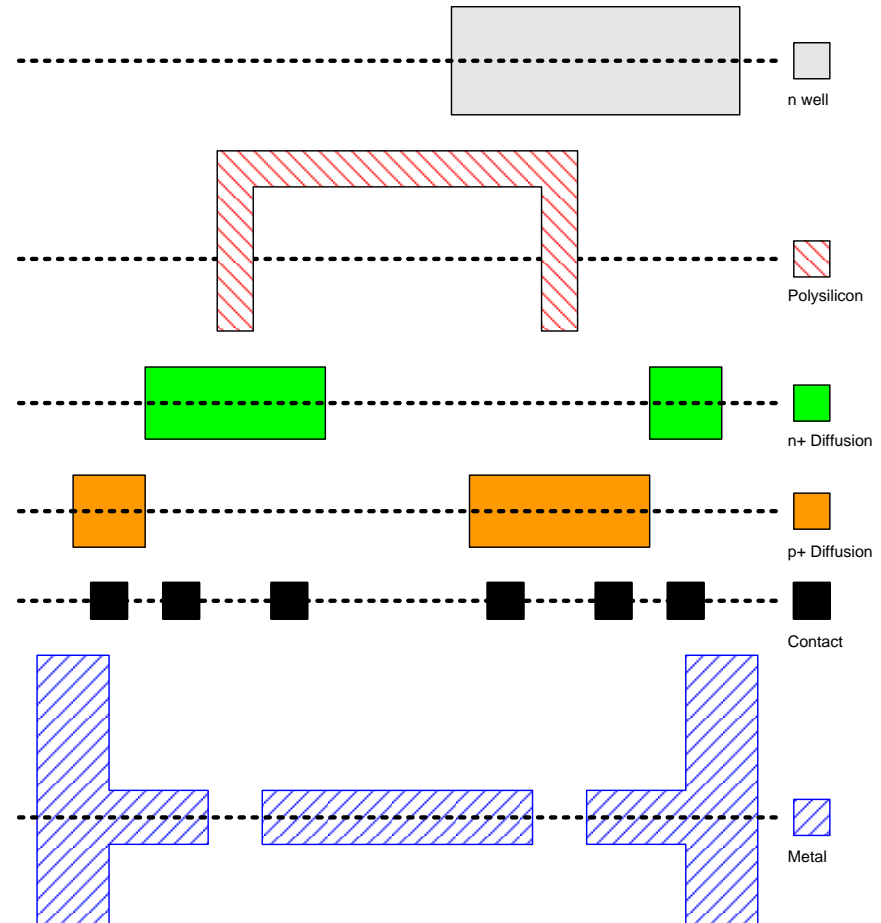 n well
Polysilicon
n+ Diffusion
p+ Diffusion
Contact
Metal